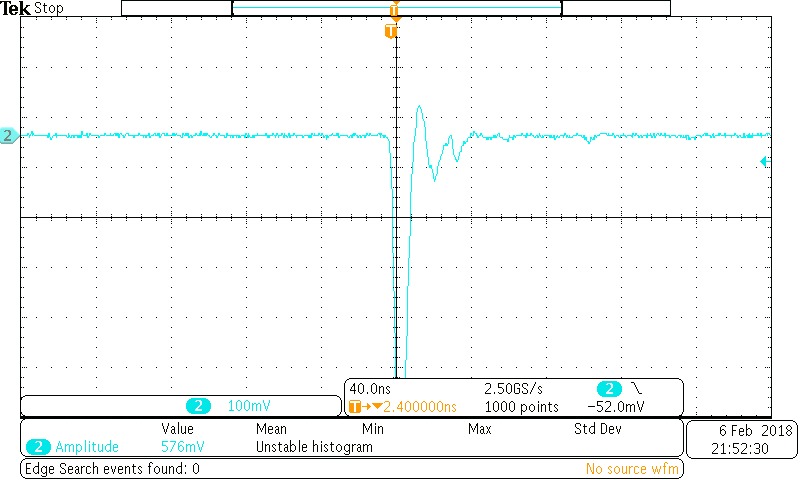 Tek Stop
T
T
2
2 100mV
40.0ns 2.50GS/s 2
T→▼2.400000ns 1000 points −52.0mV
Value Mean Min Max Std Dev
2 Amplitude 576mV Unstable histogram
6 Feb 2018
21:52:30
Edge Search events found: 0 No source wfm